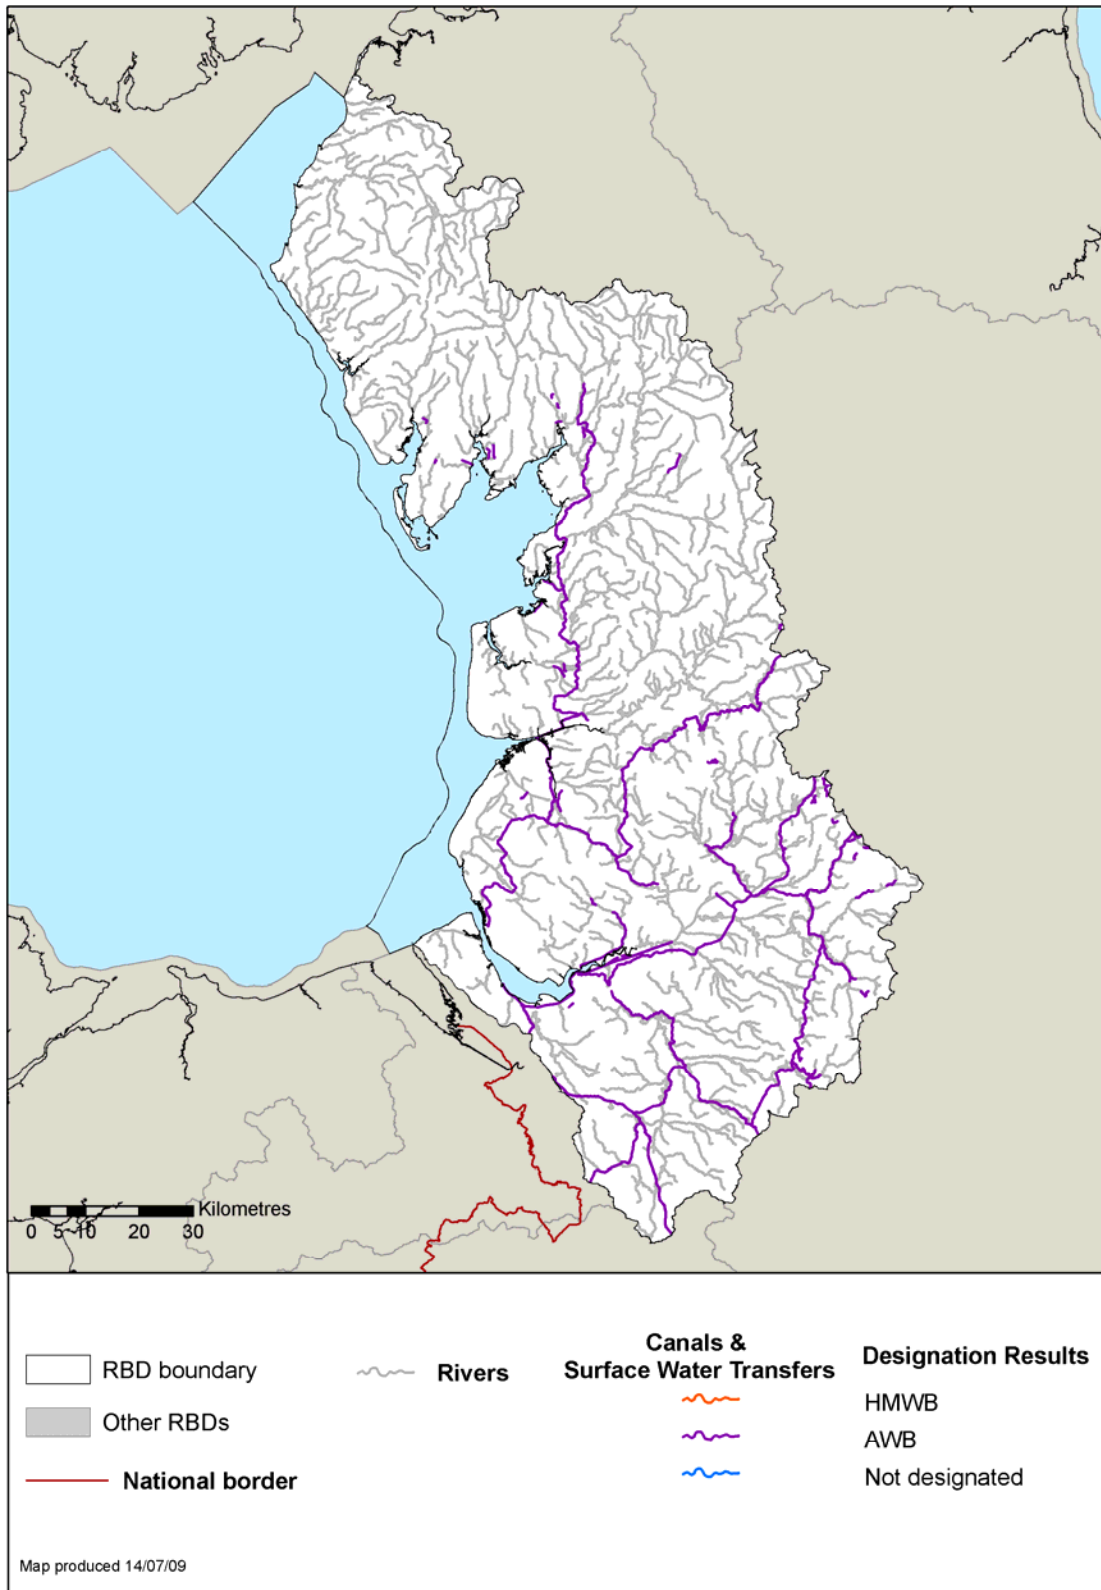 Kilometres
0 5 10 20 30
RBD boundary
Other RBDs
National border
Rivers
Canals &
Surface Water Transfers
Designation Results
HMWB
AWB
Not designated
Map produced 14/07/09